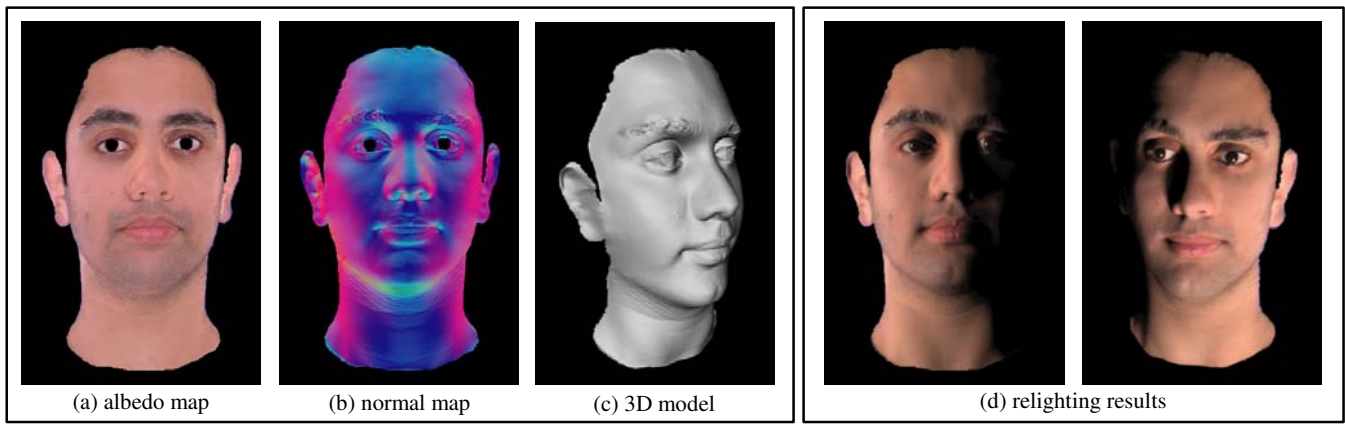 (a) albedo map
(b) normal map
(c) 3D model
(d) relighting results